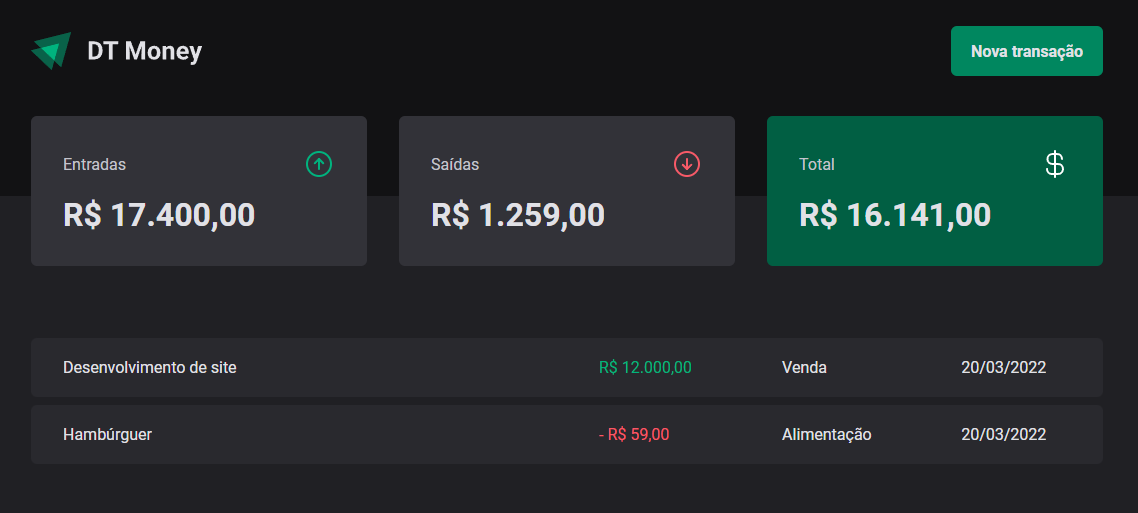 DT Money
Nova transação
Entradas
R$ 17.400,00
Saídas
R$ 1.259,00
Total
$
R$ 16.141,00
Desenvolvimento de site R$ 12.000,00 Venda 20/03/2022
Hambúrguer - R$ 59,00 Alimentação 20/03/2022